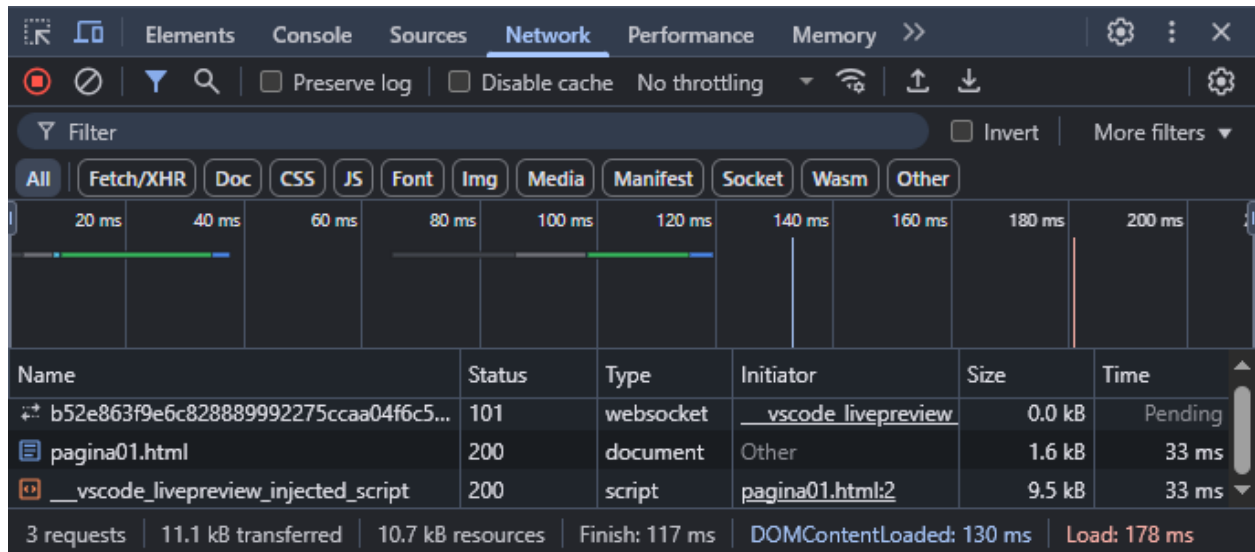 Elements Console Sources Network Performance Memory
Preserve log Disable cache No throttling
Filter Invert More filters
All Fetch/XHR Doc CSS JS Font Img Media Manifest Socket Wasm Other
20 ms 40 ms 60 ms 80 ms 100 ms 120 ms 140 ms 160 ms 180 ms 200 ms
Name Status Type Initiator Size Time
b52e863f9e6c828889992275ccaa04f6c5... 101 websocket __vscode_livepreview 0.0 kB Pending
pagina01.html 200 document Other 1.6 kB 33 ms
__vscode_livepreview_injected_script 200 script pagina01.html:2 9.5 kB 33 ms
3 requests 11.1 kB transferred 10.7 kB resources Finish: 117 ms DOMContentLoaded: 130 ms Load: 178 ms